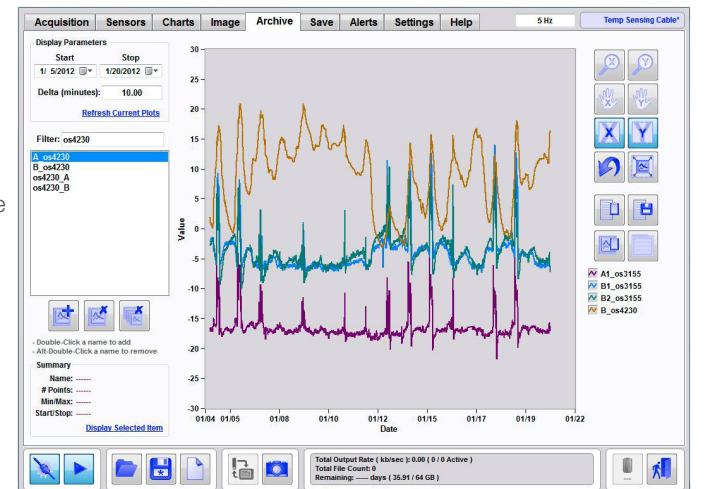 Acquisition Sensors Charts Image Archive Save Alerts Settings Help 5 Hz Temp Sensing Cable*
Display Parameters
Start Stop
1/ 5/2012 1/20/2012
Delta (minutes): 10.00
Refresh Current Plots
Filter: os4230
A_os4230
B_os4230
os4230_A
os4230_B
- Double-Click a name to add
- Alt-Double-Click a name to remove
Summary
Name: ------
# Points: ------
Min/Max: ------
Start/Stop: ------
Display Selected Item
30
25
20
15
10
5
0
-5
-10
-15
-20
-25
-30
Value
01/04 01/05 01/08 01/10 01/12 01/15 01/17 01/19 01/22
Date
X Y
X Y
X Y
A1_os3155
B1_os3155
B2_os3155
B_os4230
Total Output Rate ( kb/sec ): 0.00 ( 0 / 0 Active )
Total File Count: 0
Remaining: ----- days ( 35.91 / 64 GB )
e